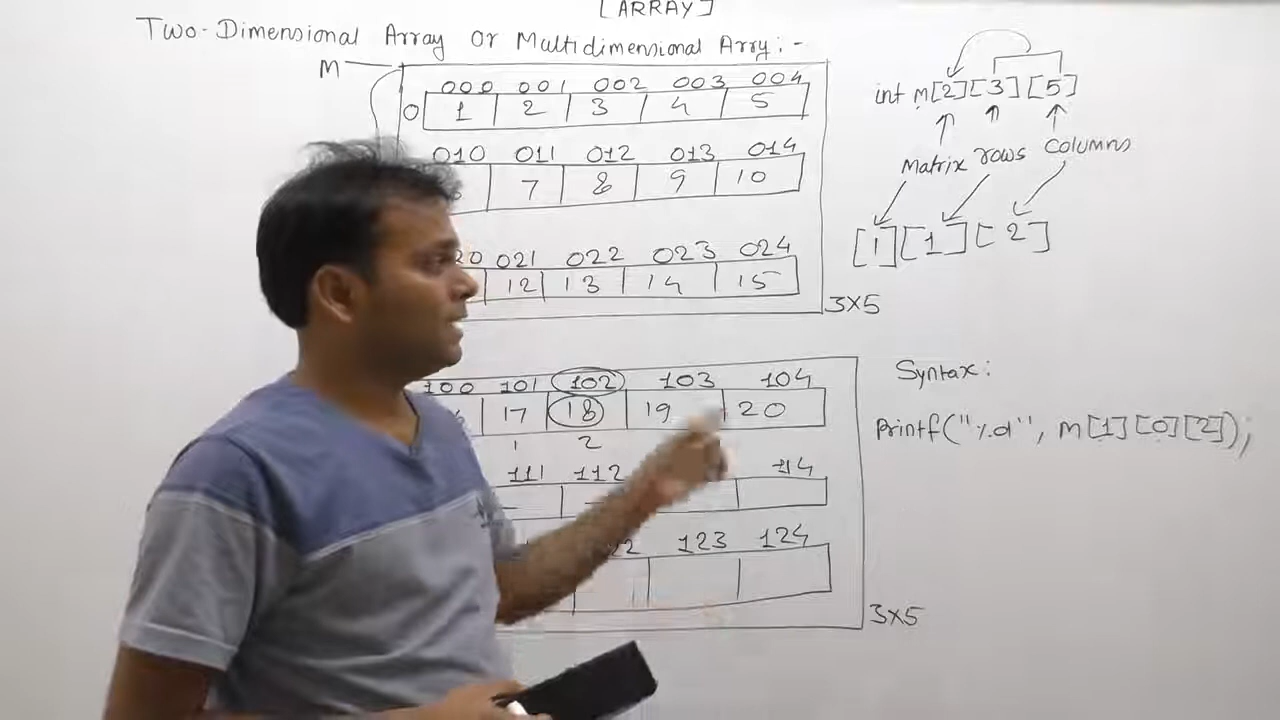 [ARRAY]
Two-Dimensional Array Or Multidimensional Arry:-
M
000 001 002 003 004
0 1 2 3 4 5
010 011 012 013 014
7 8 9 10
20 021 022 023 024
12 13 14 15
3X5
int m[2][3][5]
Matrix rows Columns
[1][1][2]
100 101 102 103 104
17 18 19 20
1 2
111 112 114
123 124
3X5
Syntax:
Printf("%d", m[1][0][2]);